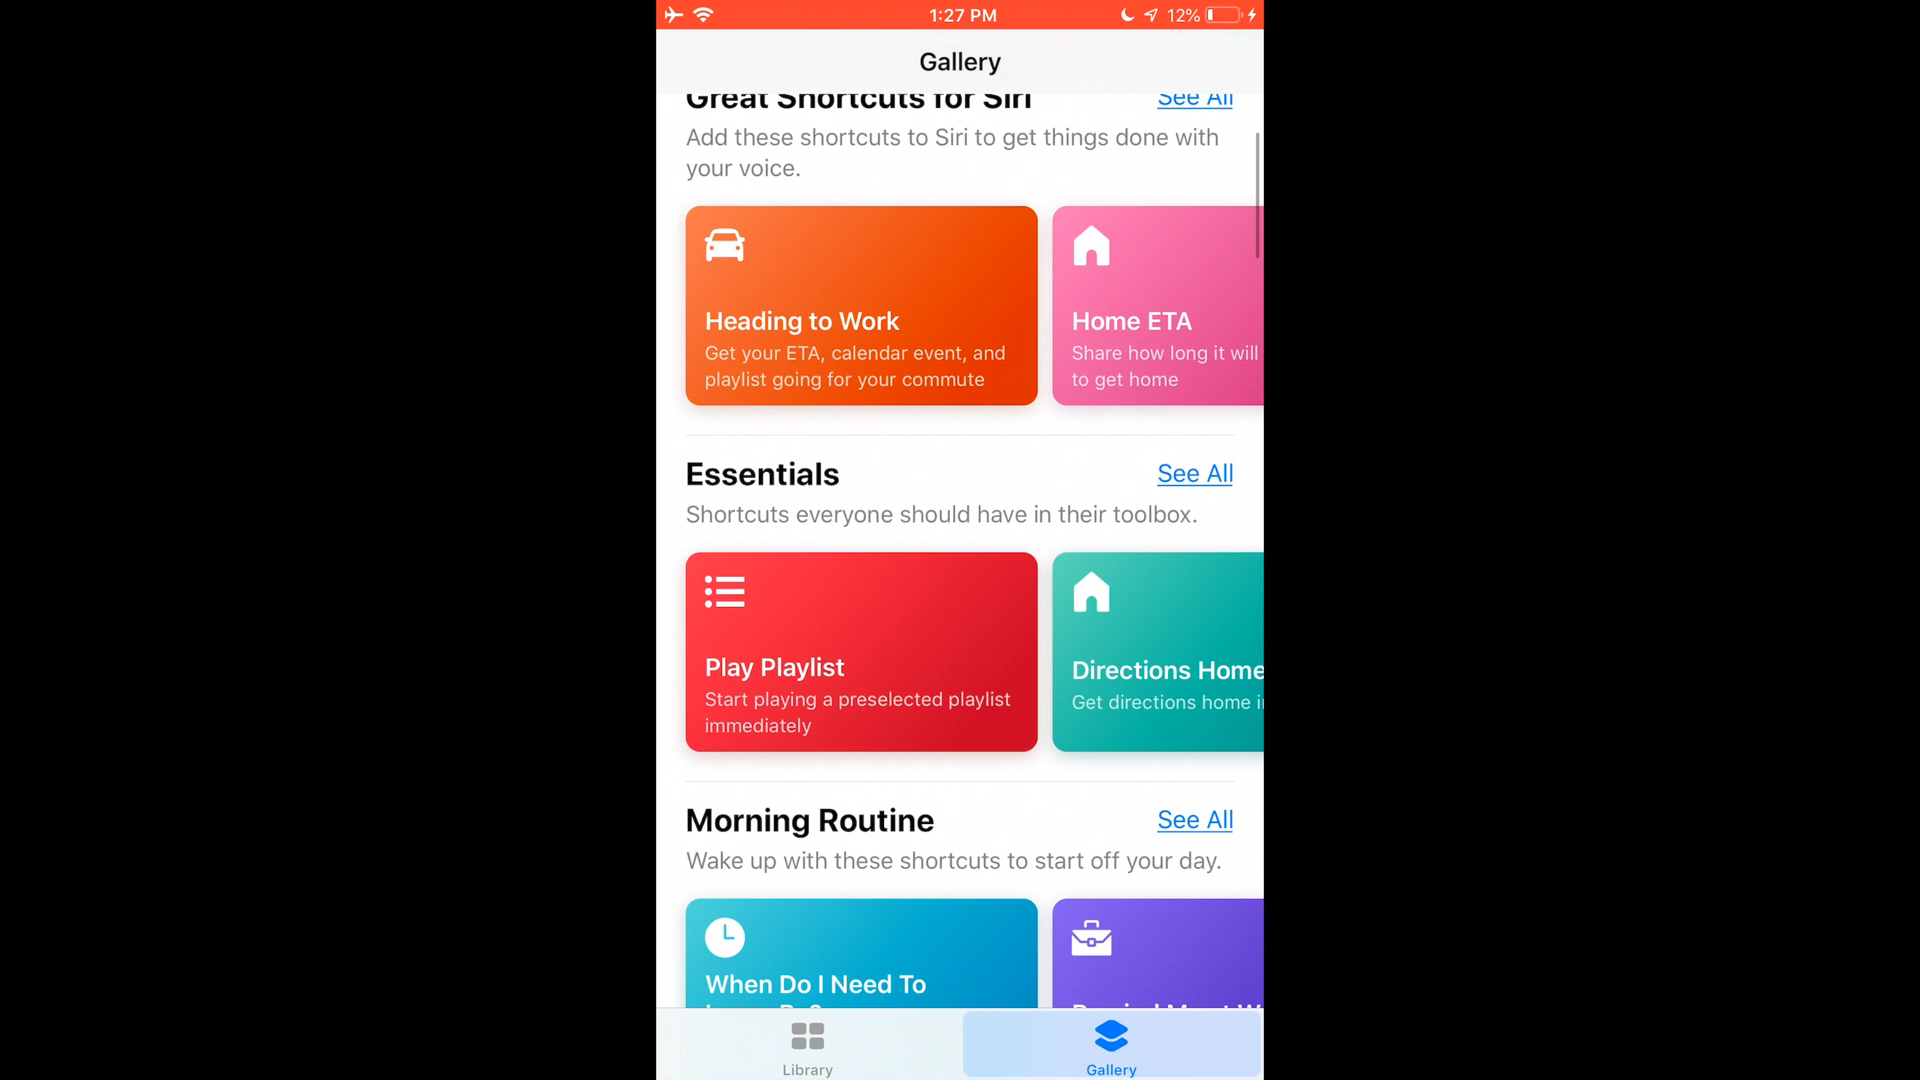 1:27 PM
12%
Gallery
Great Shortcuts for Siri
See All
Add these shortcuts to Siri to get things done with
your voice.
Heading to Work
Get your ETA, calendar event, and
playlist going for your commute
Home ETA
Share how long it will
to get home
Essentials
See All
Shortcuts everyone should have in their toolbox.
Play Playlist
Start playing a preselected playlist
immediately
Directions Home
Get directions home
Morning Routine
See All
Wake up with these shortcuts to start off your day.
When Do I Need To
Library
Gallery